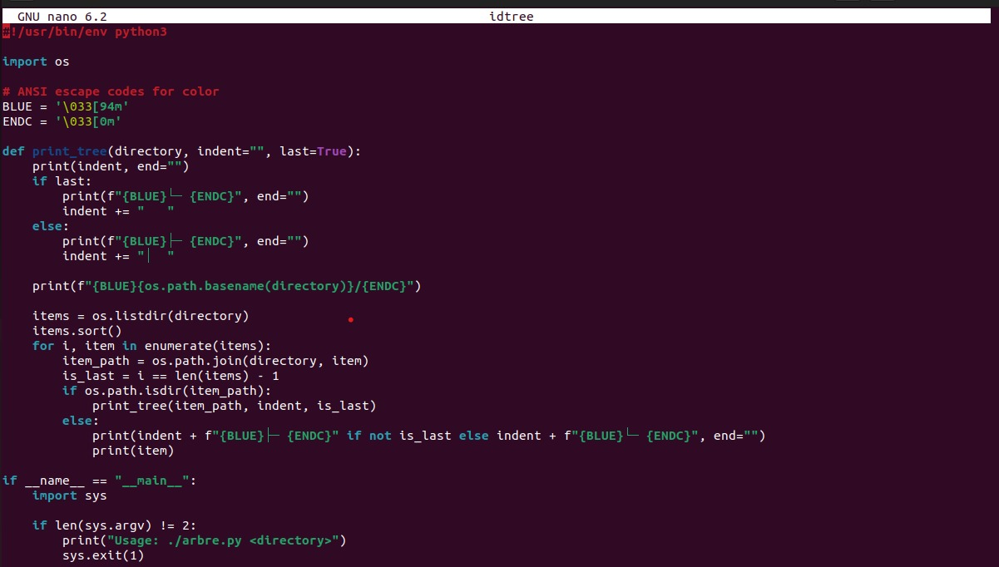 GNU nano 6.2                                                   idtree
#!/usr/bin/env python3

import os

# ANSI escape codes for color
BLUE = '\033[94m'
ENDC = '\033[0m'

def print_tree(directory, indent="", last=True):
    print(indent, end="")
    if last:
        print(f"{BLUE}└─ {ENDC}", end="")
        indent += "   "
    else:
        print(f"{BLUE}├─ {ENDC}", end="")
        indent += "│  "

    print(f"{BLUE}{os.path.basename(directory)}/{ENDC}")

    items = os.listdir(directory)
    items.sort()
    for i, item in enumerate(items):
        item_path = os.path.join(directory, item)
        is_last = i == len(items) - 1
        if os.path.isdir(item_path):
            print_tree(item_path, indent, is_last)
        else:
            print(indent + f"{BLUE}├─ {ENDC}" if not is_last else indent + f"{BLUE}└─ {ENDC}", end="")
            print(item)

if __name__ == "__main__":
    import sys

    if len(sys.argv) != 2:
        print("Usage: ./arbre.py <directory>")
        sys.exit(1)